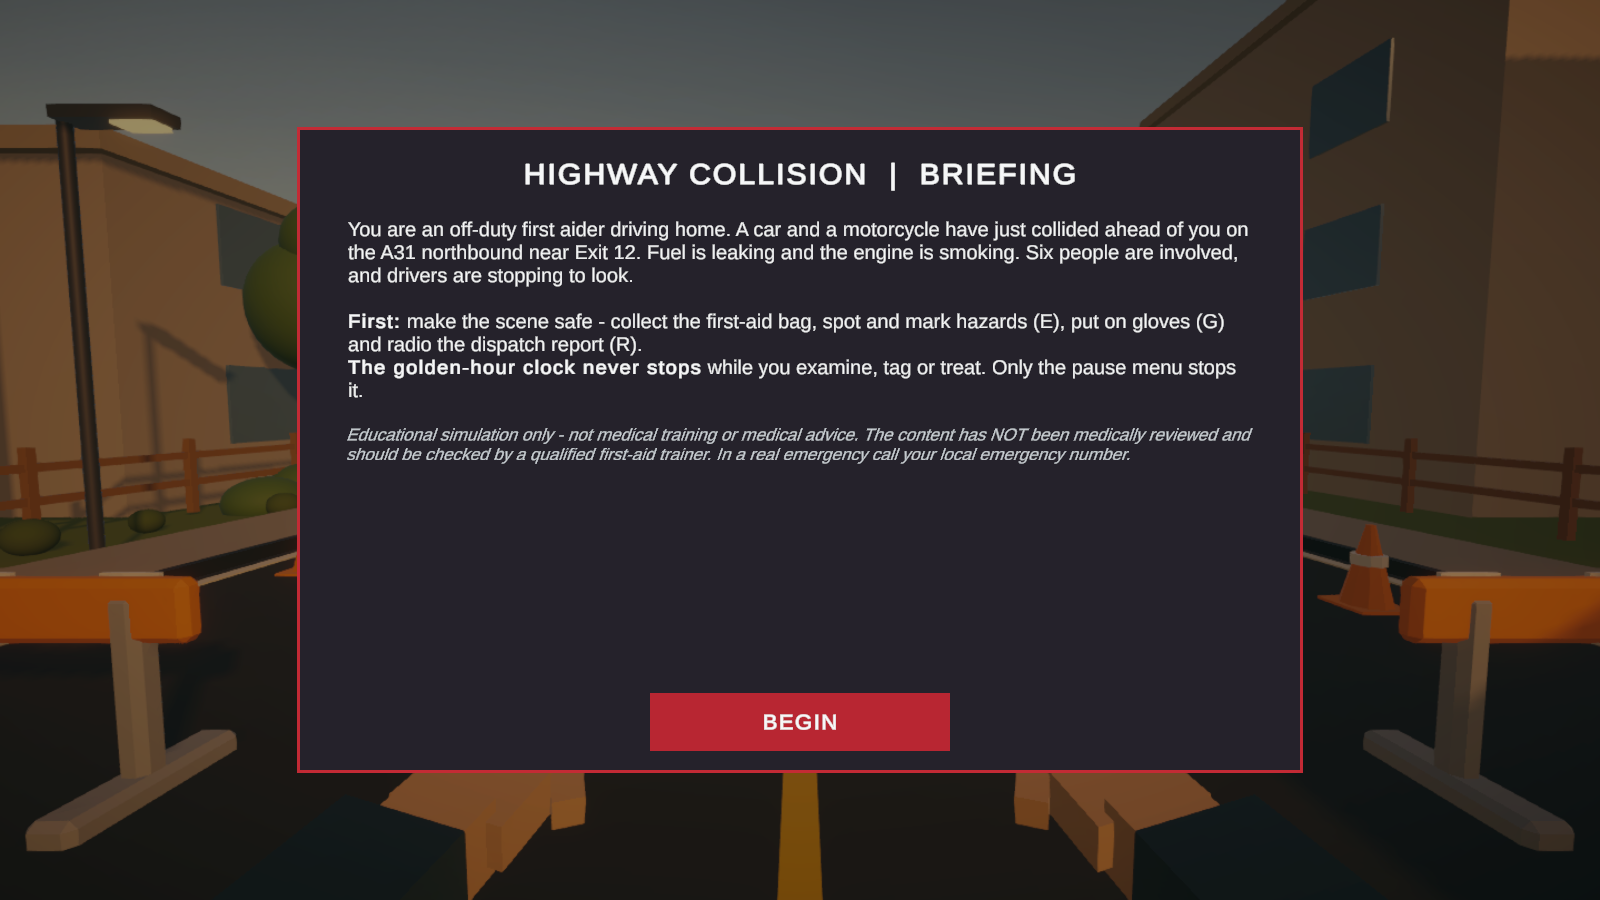 HIGHWAY COLLISION | BRIEFING
You are an off-duty first aider driving home. A car and a motorcycle have just collided ahead of you on
the A31 northbound near Exit 12. Fuel is leaking and the engine is smoking. Six people are involved,
and drivers are stopping to look.
First: make the scene safe - collect the first-aid bag, spot and mark hazards (E), put on gloves (G)
and radio the dispatch report (R).
The golden-hour clock never stops while you examine, tag or treat. Only the pause menu stops
it.
Educational simulation only - not medical training or medical advice. The content has NOT been medically reviewed and
should be checked by a qualified first-aid trainer. In a real emergency call your local emergency number.
BEGIN